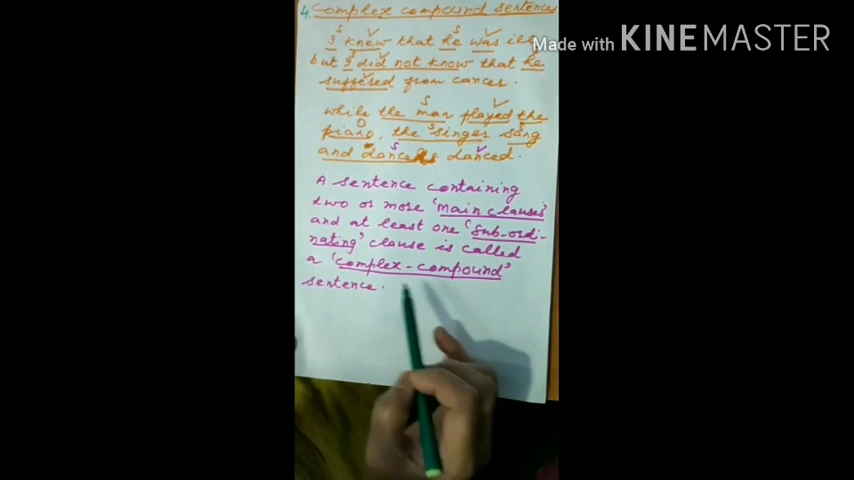 4. Complex compound sentences
S V S V
I knew that he was ill
Made with KINEMASTER
but I did not know that he
suffered from cancer.
S V
while the man played the
piano, the singer sang
and dancers danced.
A sentence containing
two or more 'main clauses'
and at least one 'sub-ordi-
nating' clause is called
a 'complex-compound'
sentence.